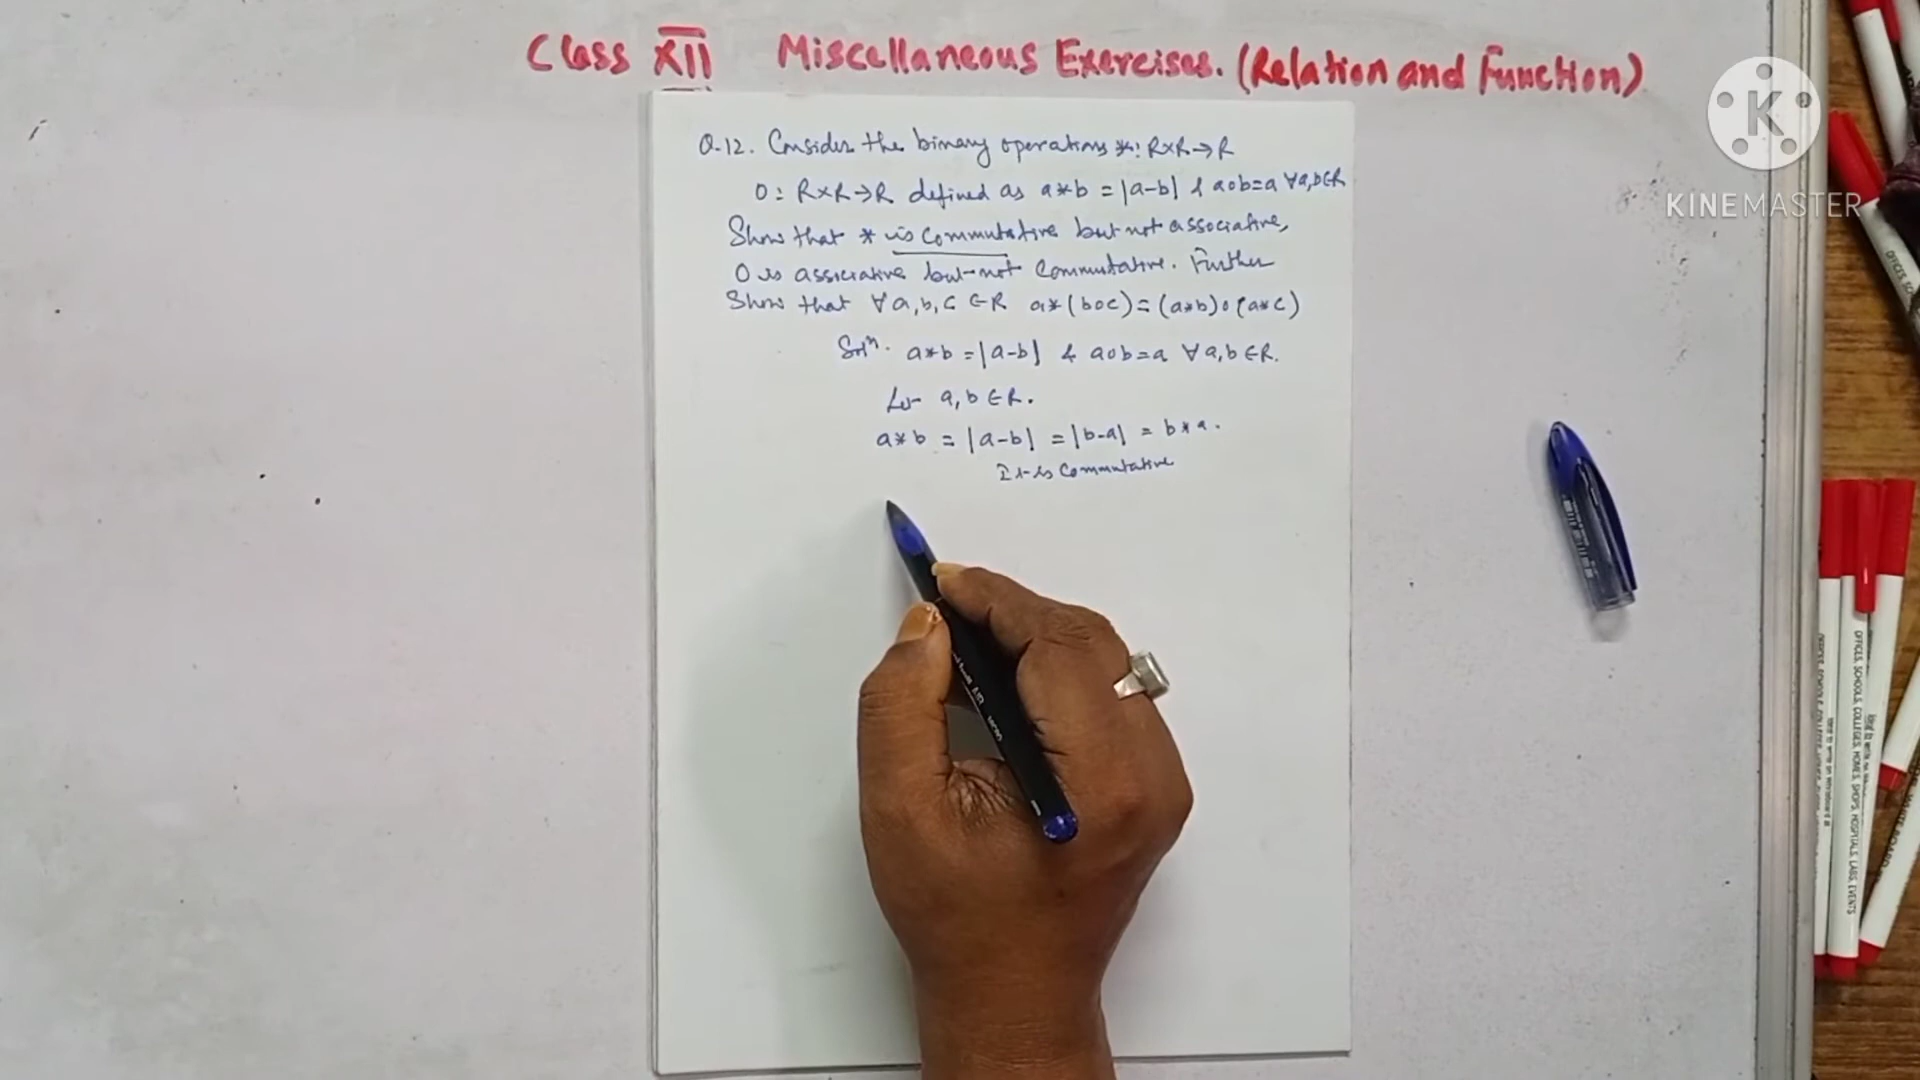 Class XII Miscellaneous Exercises. (Relation and Function)
K
KINEMASTER
Q.12. Consider the binary operations *: R×R→R
o: R×R→R defined as a*b = |a-b| & aob=a ∀a,b∈R
Show that * is commutative but not associative,
o is assiciative but not commutative. Further
Show that ∀a,b,c ∈R a*(boc)=(a*b)o(a*c)
Solⁿ. a*b =|a-b| & aob=a ∀a,b∈R.
Let a,b∈R.
a*b = |a-b| =|b-a| = b*a.
It is Commutative